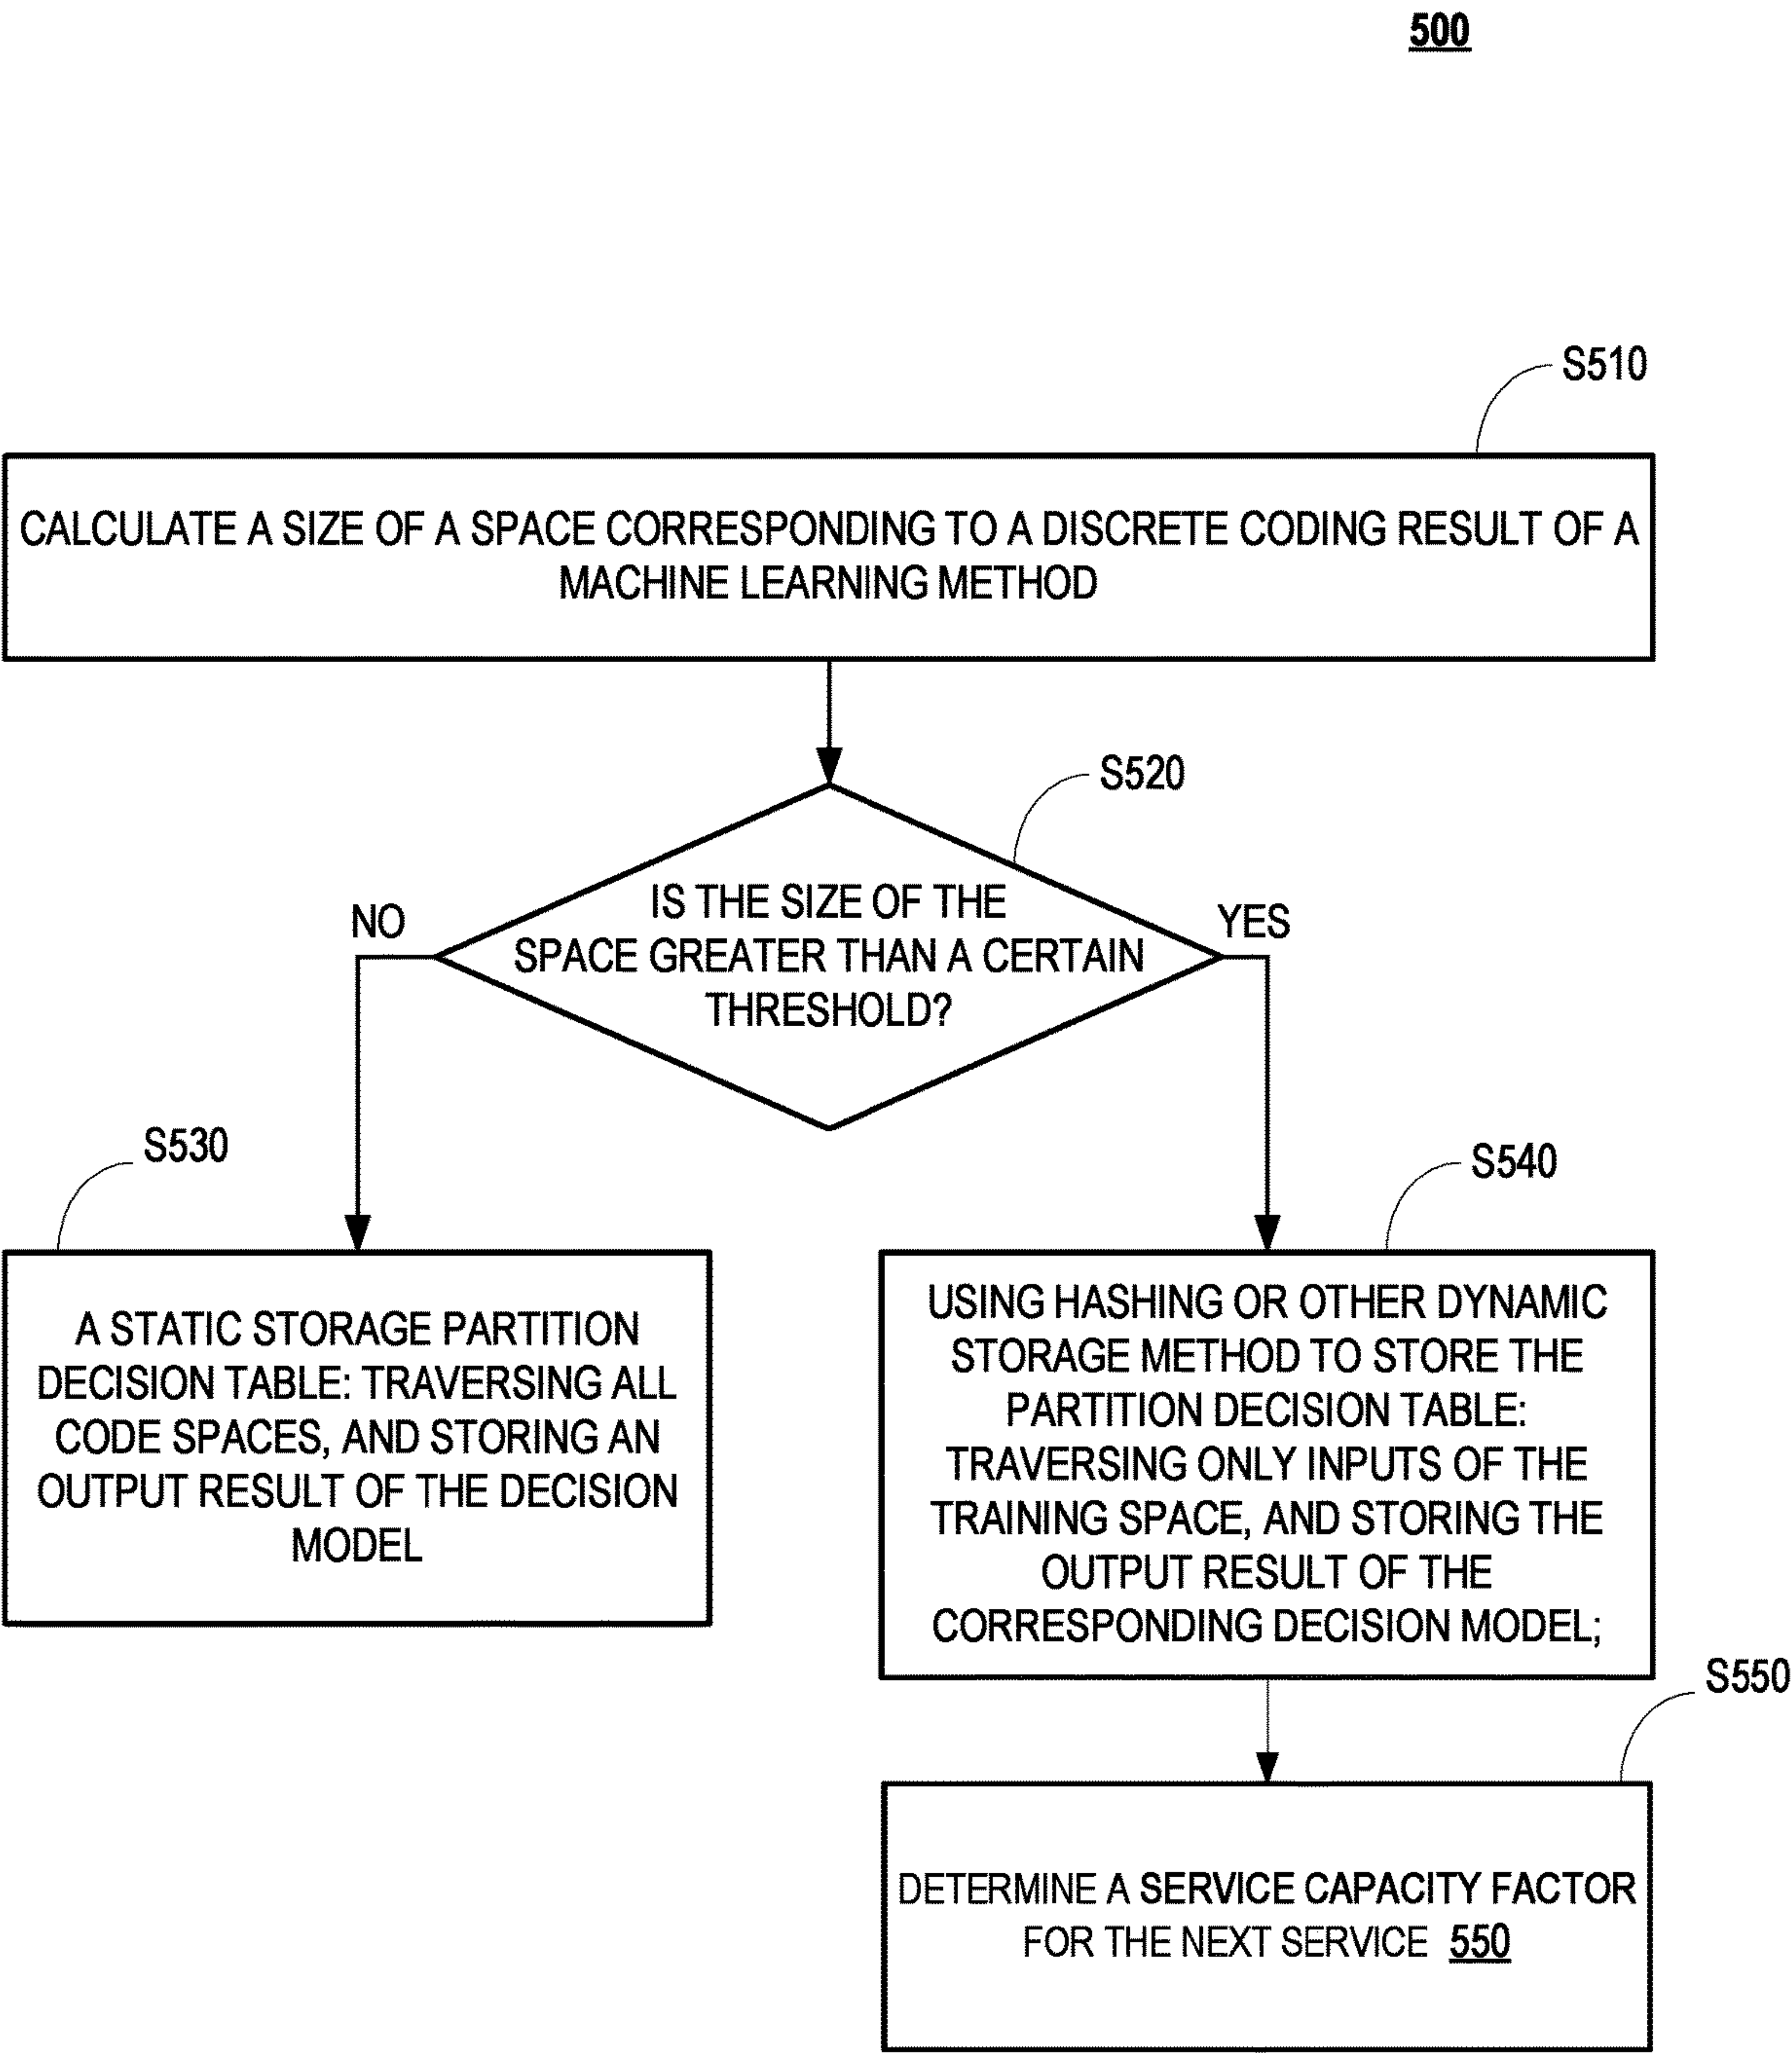 500
S510
CALCULATE A SIZE OF A SPACE CORRESPONDING TO A DISCRETE CODING RESULT OF A
MACHINE LEARNING METHOD
S520
IS THE SIZE OF THE
SPACE GREATER THAN A CERTAIN
THRESHOLD?
NO
YES
S530
A STATIC STORAGE PARTITION
DECISION TABLE: TRAVERSING ALL
CODE SPACES, AND STORING AN
OUTPUT RESULT OF THE DECISION
MODEL
S540
USING HASHING OR OTHER DYNAMIC
STORAGE METHOD TO STORE THE
PARTITION DECISION TABLE:
TRAVERSING ONLY INPUTS OF THE
TRAINING SPACE, AND STORING THE
OUTPUT RESULT OF THE
CORRESPONDING DECISION MODEL;
S550
DETERMINE A SERVICE CAPACITY FACTOR
FOR THE NEXT SERVICE 550